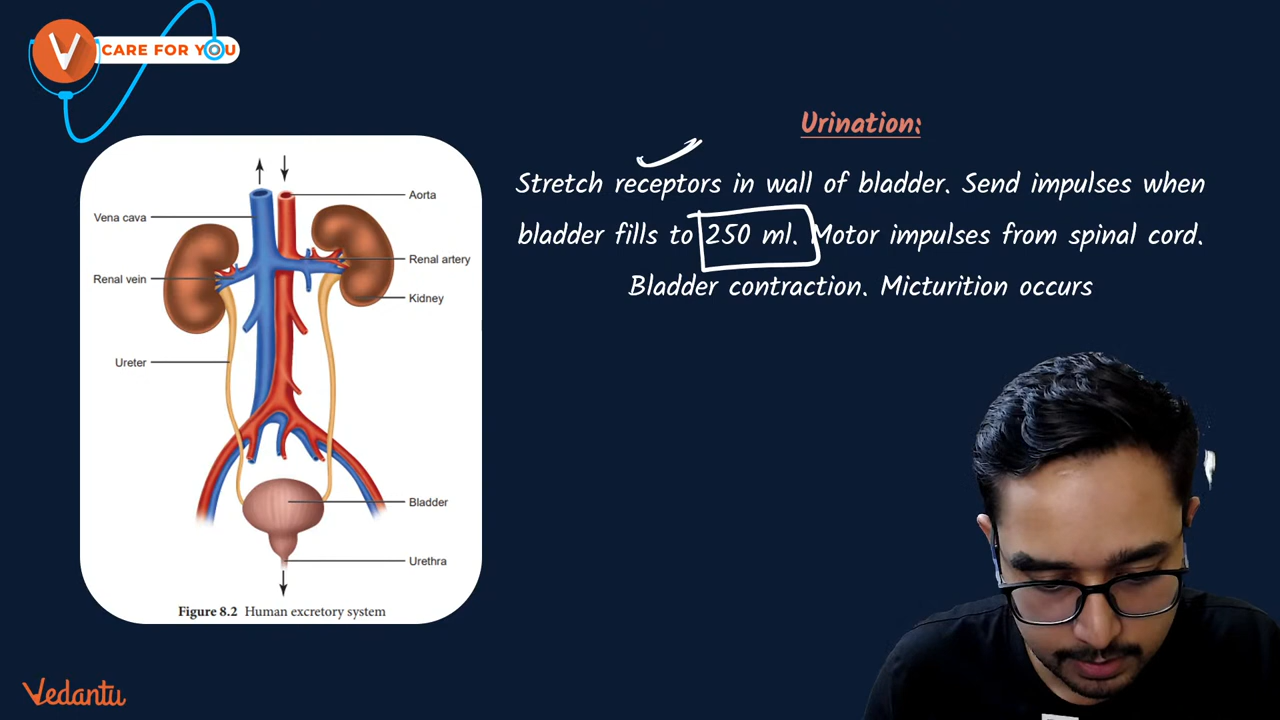 CARE FOR YOU
Urination:
Stretch receptors in wall of bladder. Send impulses when
bladder fills to 250 ml. Motor impulses from spinal cord.
Bladder contraction. Micturition occurs
Aorta
Vena cava
Renal artery
Renal vein
Kidney
Ureter
Bladder
Urethra
Figure 8.2 Human excretory system
Vedantu